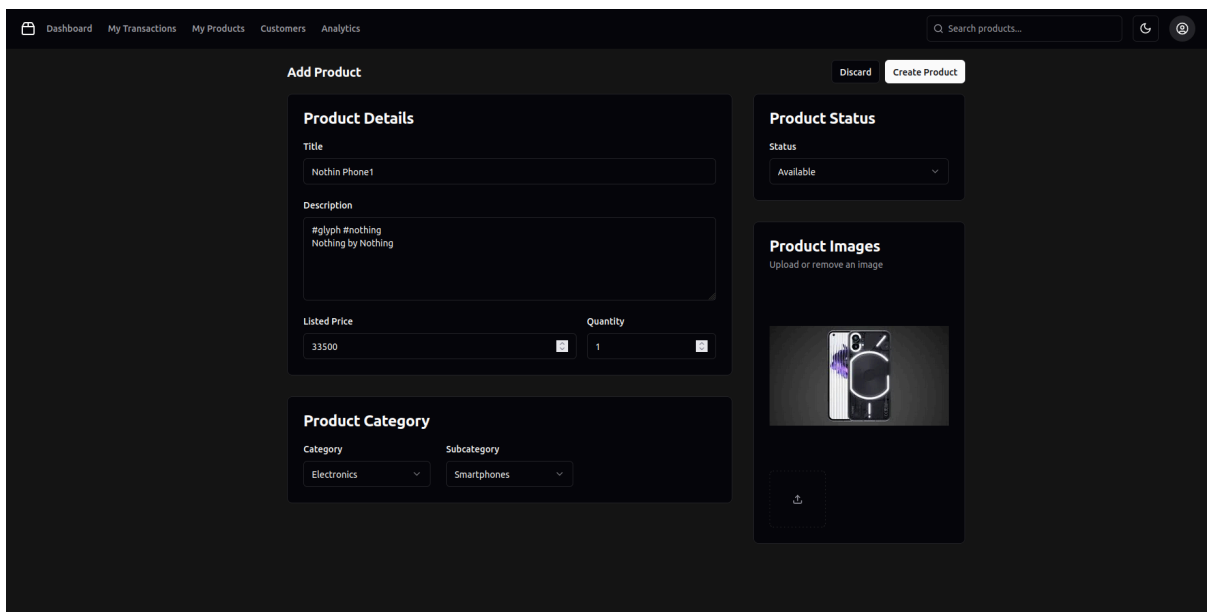 Dashboard My Transactions My Products Customers Analytics Search products...
Add Product Discard Create Product
Product Details
Title
Nothin Phone1
Description
#glyph #nothing
Nothing by Nothing
Listed Price Quantity
33500 1
Product Category
Category Subcategory
Electronics Smartphones
Product Status
Status
Available
Product Images
Upload or remove an image